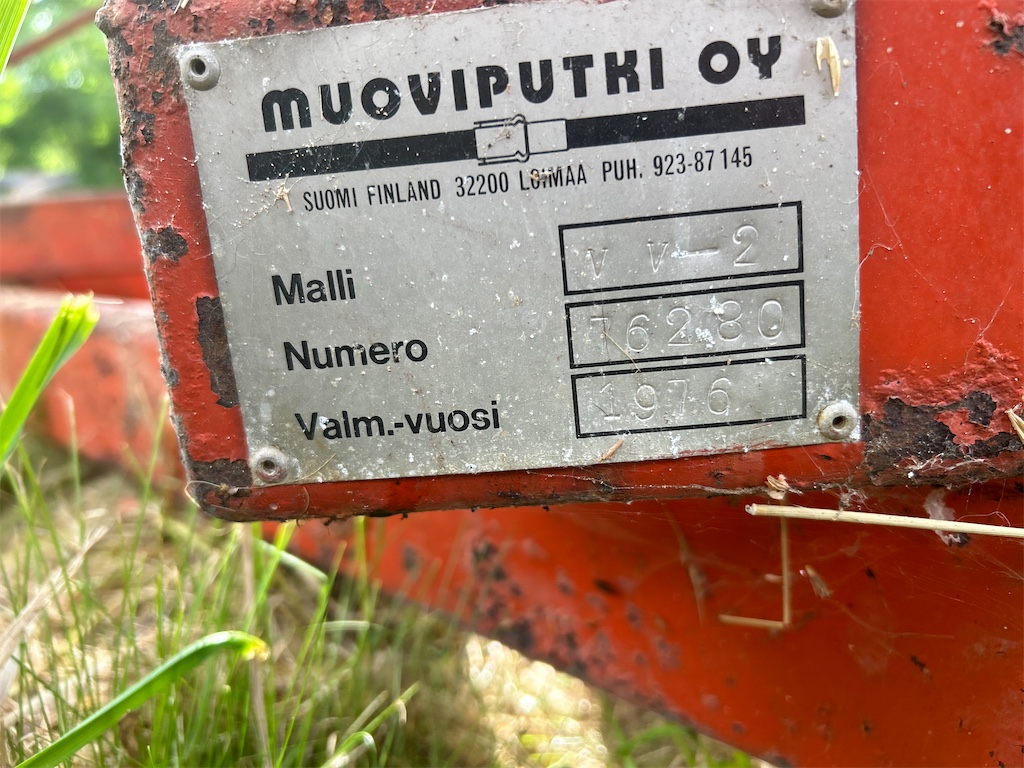 MUOVIPUTKI OY
SUOMI FINLAND 32200 LOIMAA PUH. 923-87145
Malli V V-2
Numero 76280
Valm.-vuosi 1976